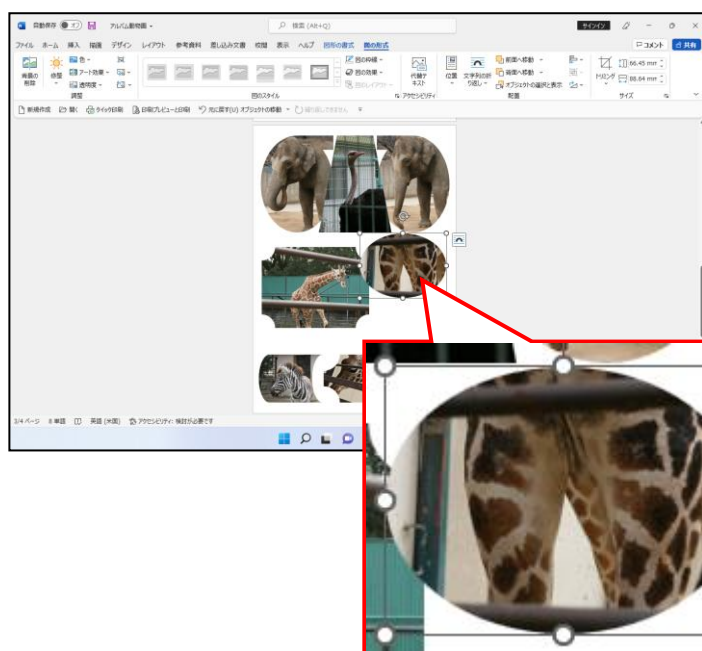 自動保存 オフ アルバム動物園 検索 (Alt+Q) サインイン
ファイル ホーム 挿入 描画 デザイン レイアウト 参考資料 差し込み文書 校閲 表示 ヘルプ 図形の書式 図の形式 コメント 共有
背景の削除 修整 色 アート効果 透明度 図の枠線 図の効果 図のレイアウト 代替テキスト 位置 文字列の折り返し 前面へ移動 背面へ移動 オブジェクトの選択と表示 トリミング 66.45 mm 88.64 mm
調整 図のスタイル アクセシビリティ 配置 サイズ
新規作成 開く クイック印刷 印刷プレビューと印刷 元に戻す(U) オブジェクトの移動 繰り返しできません
3/4 ページ 8 単語 英語 (米国) アクセシビリティ: 検討が必要です